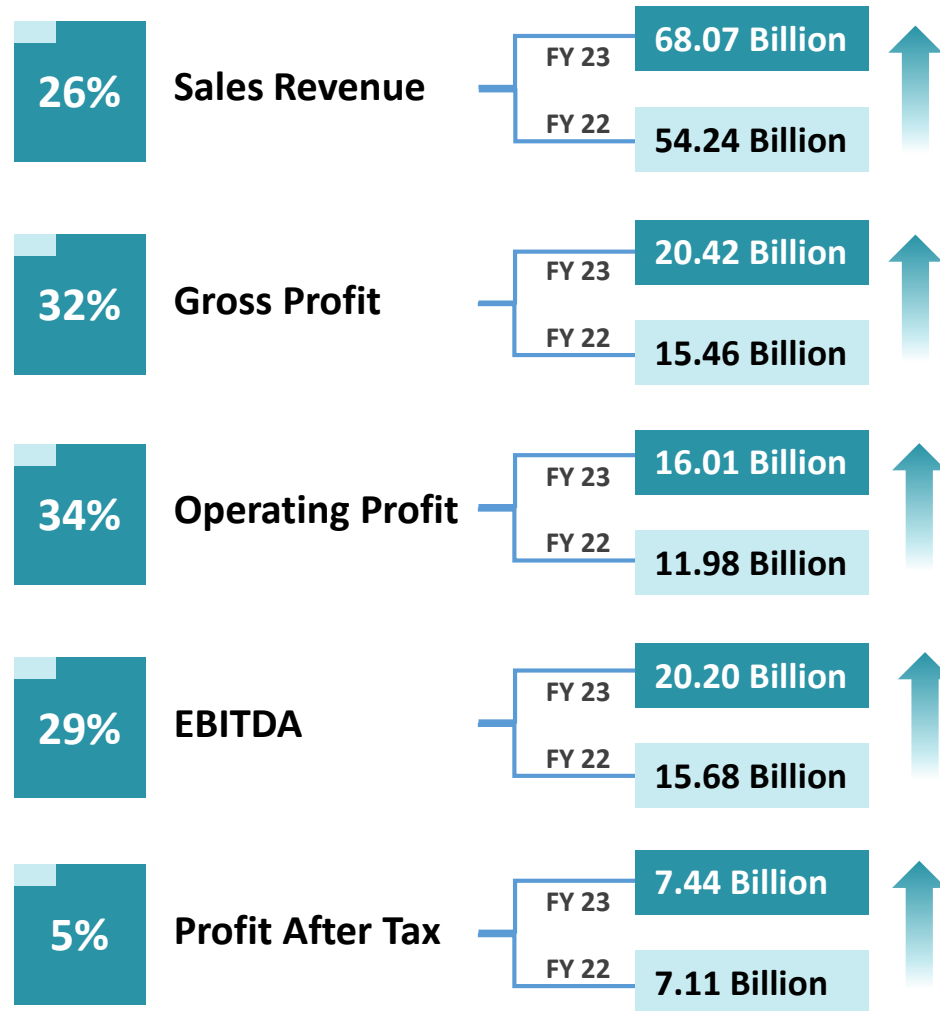 26%
Sales Revenue
FY 23
68.07 Billion
FY 22
54.24 Billion
32%
Gross Profit
FY 23
20.42 Billion
FY 22
15.46 Billion
34%
Operating Profit
FY 23
16.01 Billion
FY 22
11.98 Billion
29%
EBITDA
FY 23
20.20 Billion
FY 22
15.68 Billion
5%
Profit After Tax
FY 23
7.44 Billion
FY 22
7.11 Billion